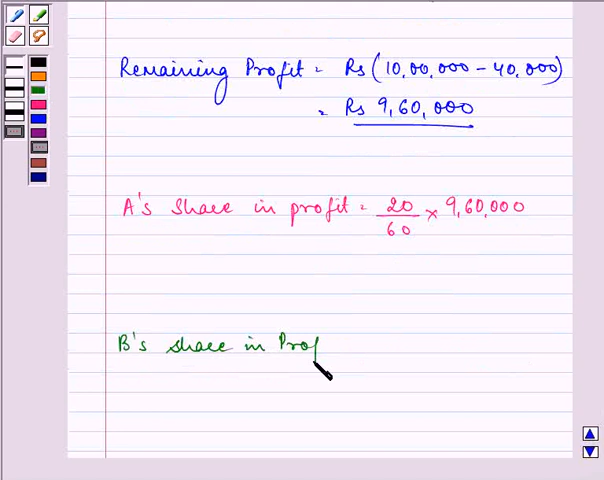 Remaining Profit = Rs (10,00,000 - 40,000)
= Rs 9,60,000
A's share in profit = 20/60 × 9,60,000
B's share in Prof